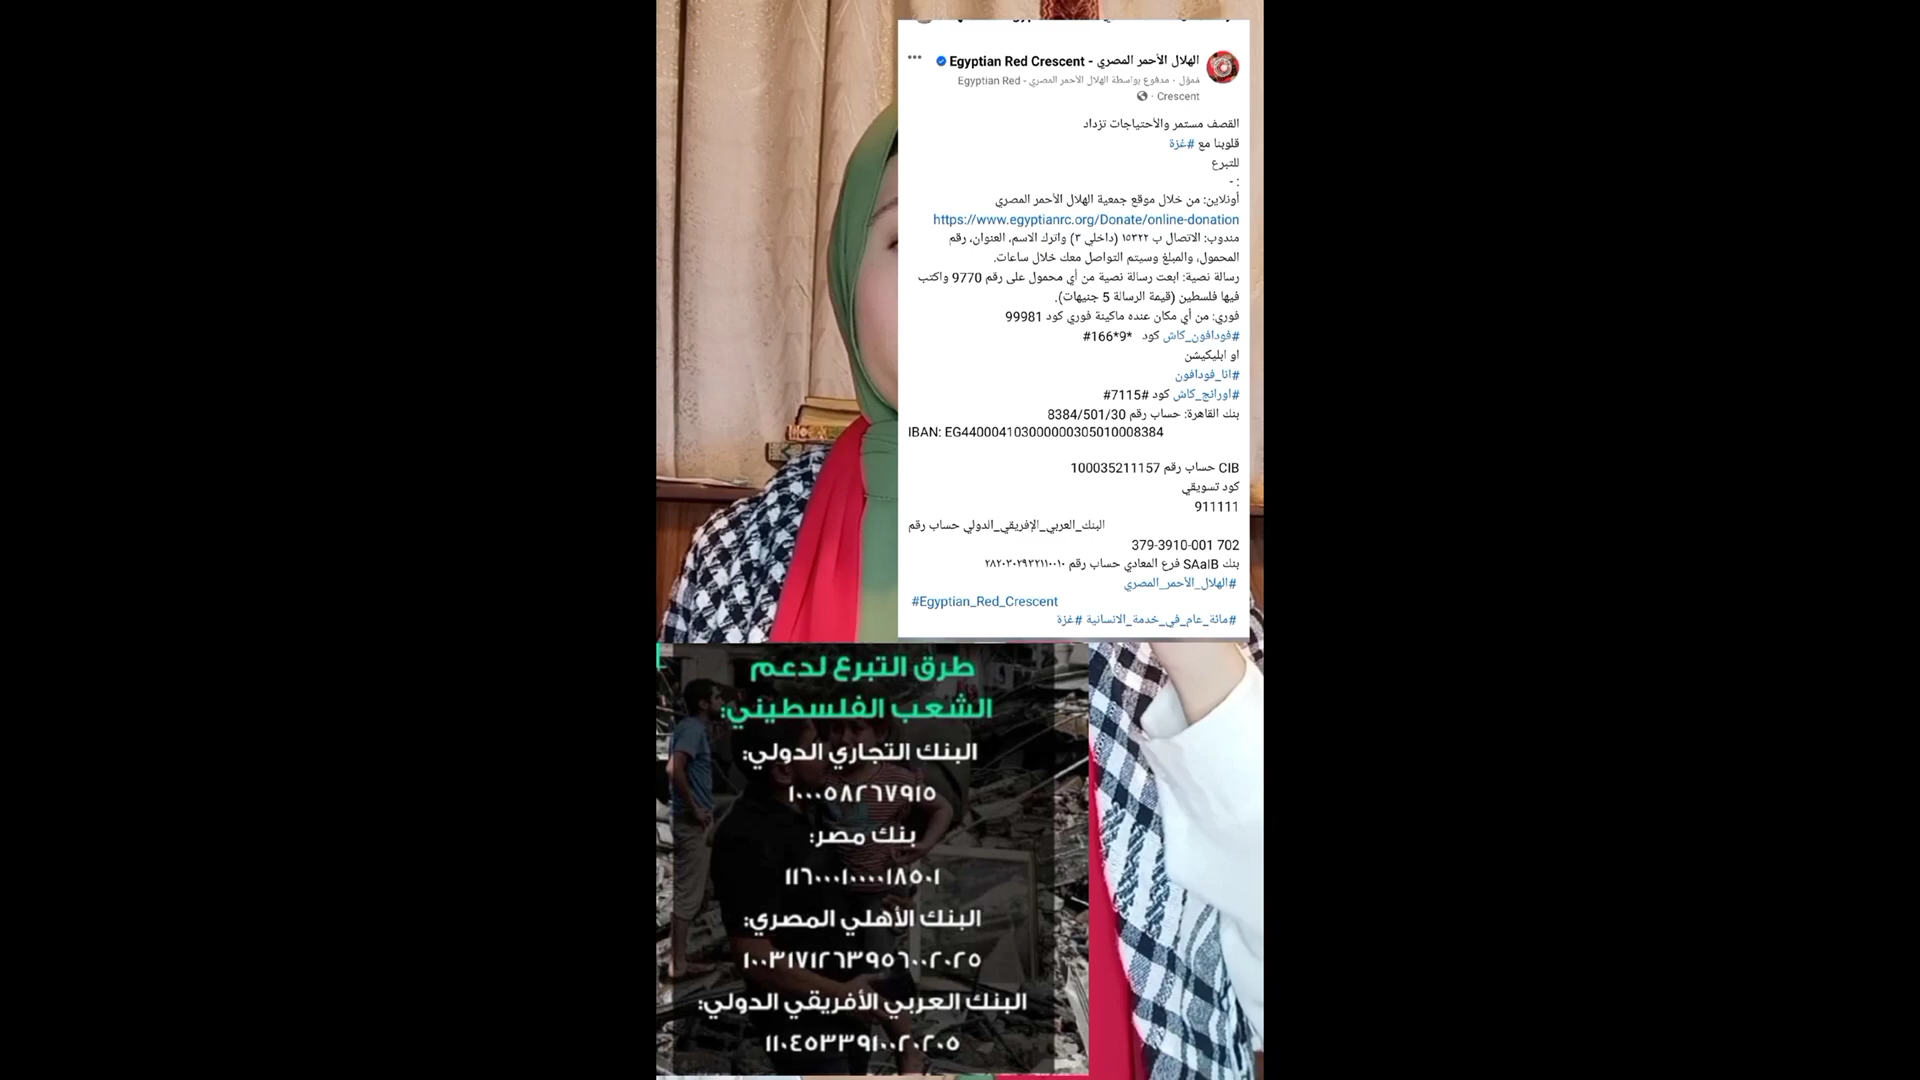 الهلال الأحمر المصري - Egyptian Red Crescent
مُموَّل · مدفوع بواسطة الهلال الأحمر المصري - Egyptian Red
Crescent ·
القصف مستمر والأحتياجات تزداد
قلوبنا مع #غزة
للتبرع
: -
أونلاين: من خلال موقع جمعية الهلال الأحمر المصري
https://www.egyptianrc.org/Donate/online-donation
مندوب: الاتصال ب ١٥٣٢٢ (داخلي ٣) واترك الاسم، العنوان، رقم
المحمول، والمبلغ وسيتم التواصل معك خلال ساعات.
رسالة نصية: ابعت رسالة نصية من أي محمول على رقم 9770 واكتب
فيها فلسطين (قيمة الرسالة 5 جنيهات).
فوري: من أي مكان عنده ماكينة فوري كود 99981
#فودافون_كاش كود *9*166#
او ابليكيشن
#انا_فودافون
#اورانج_كاش كود #7115#
بنك القاهرة: حساب رقم 8384/501/30
IBAN: EG440004103000000305010008384
CIB حساب رقم 100035211157
كود تسويقي
911111
البنك_العربي_الإفريقي_الدولي حساب رقم
702 379-3910-001
بنك SAaIB فرع المعادي حساب رقم ٢٨٢٠٣٠٢٩٣٢١١٠٠١٠
#الهلال_الأحمر_المصري
#Egyptian_Red_Crescent
#مائة_عام_في_خدمة_الانسانية #غزة
طرق التبرع لدعم
الشعب الفلسطيني:
البنك التجاري الدولي:
١٠٠٠٥٨٢٦٧٩١٥
بنك مصر:
١١٦٠٠٠١٠٠٠٠١٨٥٠١
البنك الأهلي المصري:
١٠٠٣١٧١٢٦٣٩٥٦٠٠٢٠٢٥
البنك العربي الأفريقي الدولي:
١١٠٤٥٣٣٩١٠٠٢٠٢٠٥